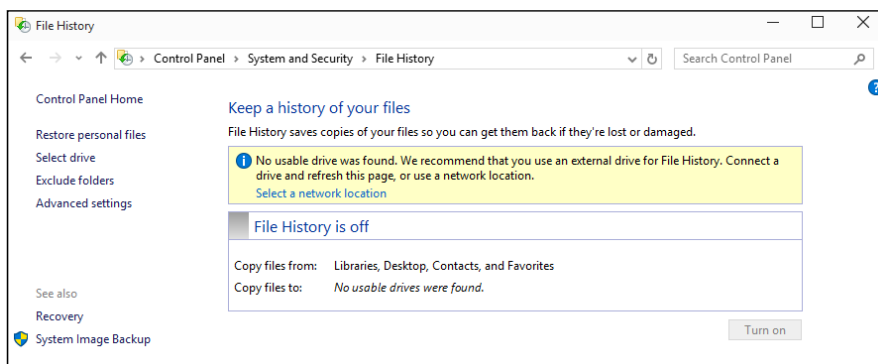 File History
Control Panel > System and Security > File History
Search Control Panel
?
Control Panel Home
Restore personal files
Select drive
Exclude folders
Advanced settings
See also
Recovery
System Image Backup
Keep a history of your files
File History saves copies of your files so you can get them back if they're lost or damaged.
No usable drive was found. We recommend that you use an external drive for File History. Connect a
drive and refresh this page, or use a network location.
Select a network location
File History is off
Copy files from: Libraries, Desktop, Contacts, and Favorites
Copy files to: No usable drives were found.
Turn on